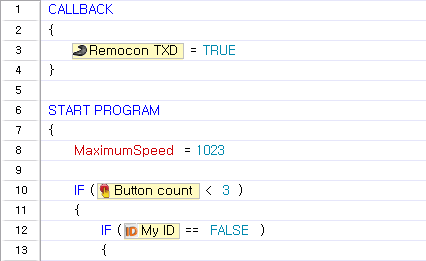 1 CALLBACK
2 {
3 Remocon TXD = TRUE
4 }
5
6 START PROGRAM
7 {
8 MaximumSpeed = 1023
9
10 IF ( Button count < 3 )
11 {
12 IF ( ID My ID == FALSE )
13 {